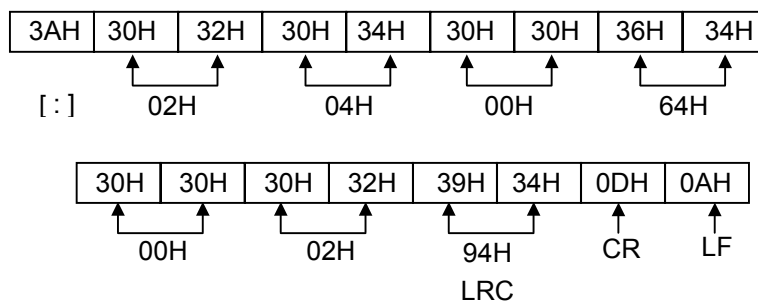 3AH 30H 32H 30H 34H 30H 30H 36H 34H
[ : ] 02H 04H 00H 64H
30H 30H 30H 32H 39H 34H 0DH 0AH
00H 02H 94H CR LF
LRC